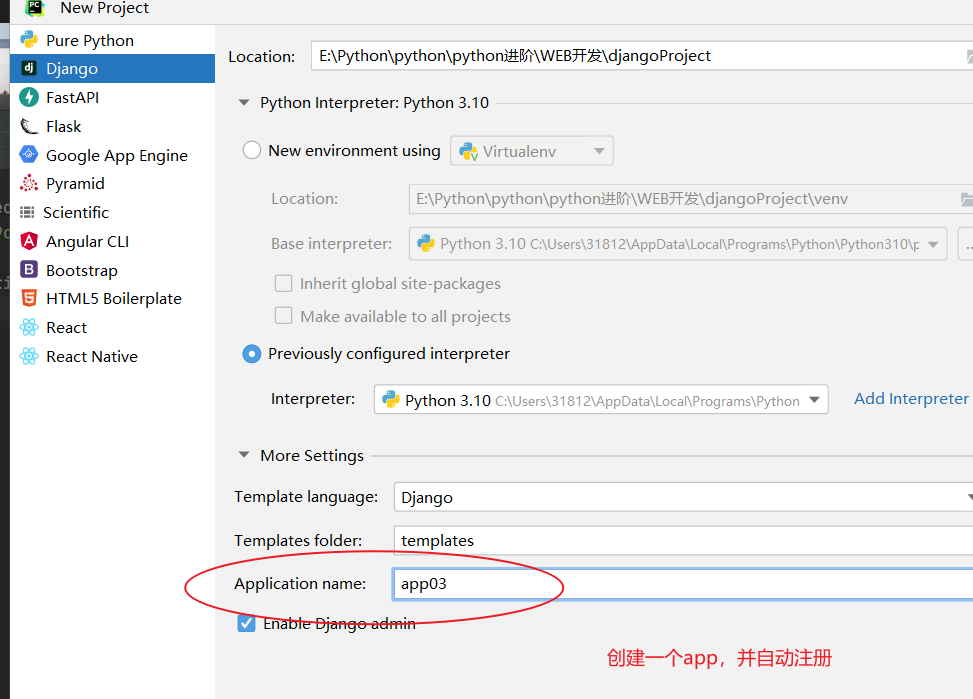 New Project
Pure Python
Django
FastAPI
Flask
Google App Engine
Pyramid
Scientific
Angular CLI
Bootstrap
HTML5 Boilerplate
React
React Native
Location: E:\Python\python\python进阶\WEB开发\djangoProject
Python Interpreter: Python 3.10
New environment using Virtualenv
Location: E:\Python\python\python进阶\WEB开发\djangoProject\venv
Base interpreter: Python 3.10 C:\Users\31812\AppData\Local\Programs\Python\Python310\p
Inherit global site-packages
Make available to all projects
Previously configured interpreter
Interpreter: Python 3.10 C:\Users\31812\AppData\Local\Programs\Python Add Interpreter
More Settings
Template language: Django
Templates folder: templates
Application name: app03
Enable Django admin
创建一个app，并自动注册